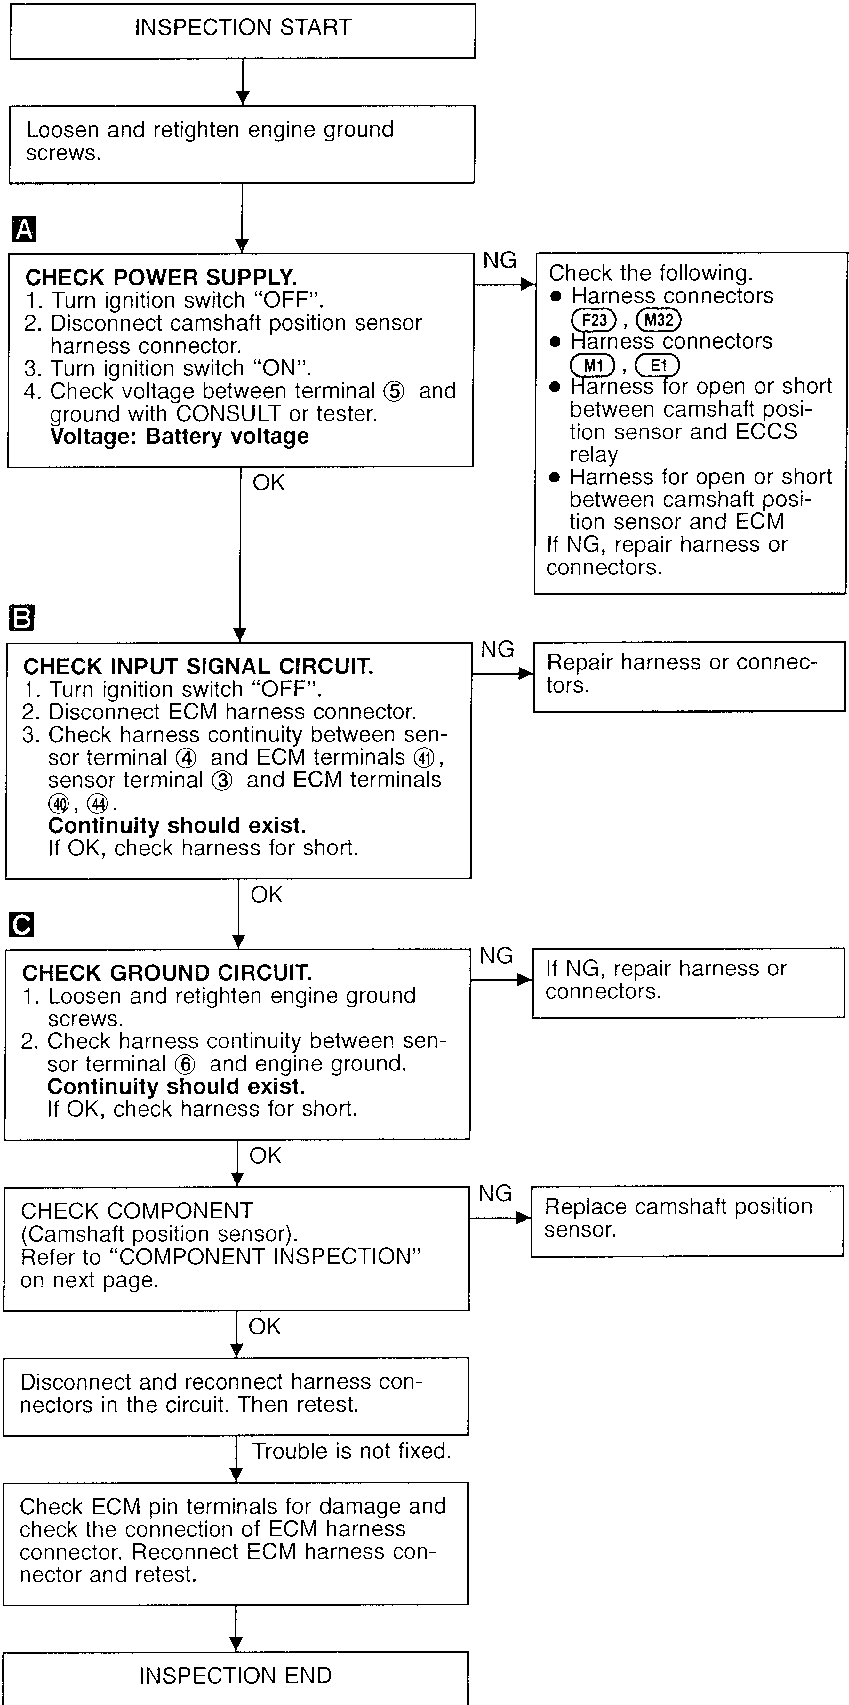 INSPECTION START
Loosen and retighten engine ground
screws.
A
CHECK POWER SUPPLY.
1. Turn ignition switch “OFF”.
2. Disconnect camshaft position sensor
harness connector.
3. Turn ignition switch “ON”.
4. Check voltage between terminal ⑤ and
ground with CONSULT or tester.
Voltage: Battery voltage
NG
Check the following.
● Harness connectors
F23 , M32
● Harness connectors
M1 , E1
● Harness for open or short
between camshaft posi-
tion sensor and ECCS
relay
● Harness for open or short
between camshaft posi-
tion sensor and ECM
If NG, repair harness or
connectors.
OK
B
CHECK INPUT SIGNAL CIRCUIT.
1. Turn ignition switch “OFF”.
2. Disconnect ECM harness connector.
3. Check harness continuity between sen-
sor terminal ④ and ECM terminals ㊶,
sensor terminal ③ and ECM terminals
㊵, ㊹.
Continuity should exist.
If OK, check harness for short.
NG
Repair harness or connec-
tors.
OK
C
CHECK GROUND CIRCUIT.
1. Loosen and retighten engine ground
screws.
2. Check harness continuity between sen-
sor terminal ⑥ and engine ground.
Continuity should exist.
If OK, check harness for short.
NG
If NG, repair harness or
connectors.
OK
CHECK COMPONENT
(Camshaft position sensor).
Refer to “COMPONENT INSPECTION”
on next page.
NG
Replace camshaft position
sensor.
OK
Disconnect and reconnect harness con-
nectors in the circuit. Then retest.
Trouble is not fixed.
Check ECM pin terminals for damage and
check the connection of ECM harness
connector. Reconnect ECM harness con-
nector and retest.
INSPECTION END